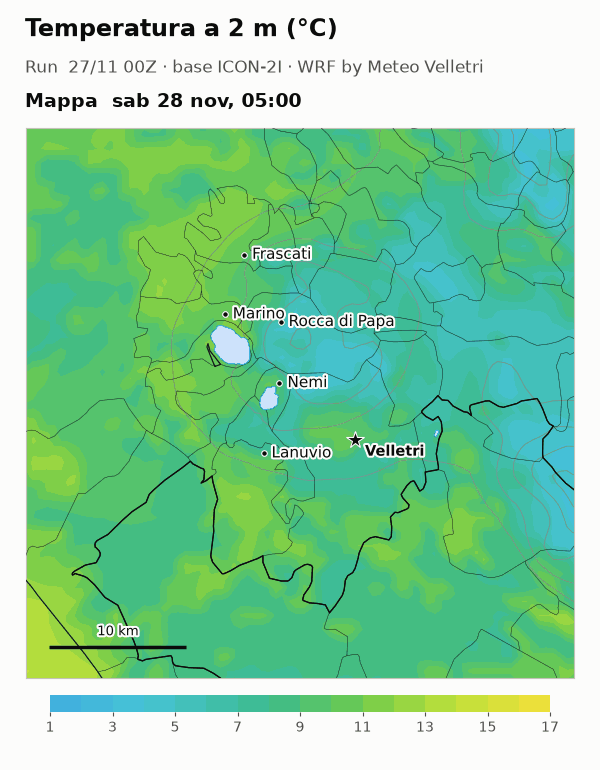 Temperatura a 2 m (°C)
Run  27/11 00Z · base ICON-2I · WRF by Meteo Velletri
Mappa  sab 28 nov, 05:00
Frascati
Marino
Rocca di Papa
Nemi
Velletri
Lanuvio
10 km
1 3 5 7 9 11 13 15 17